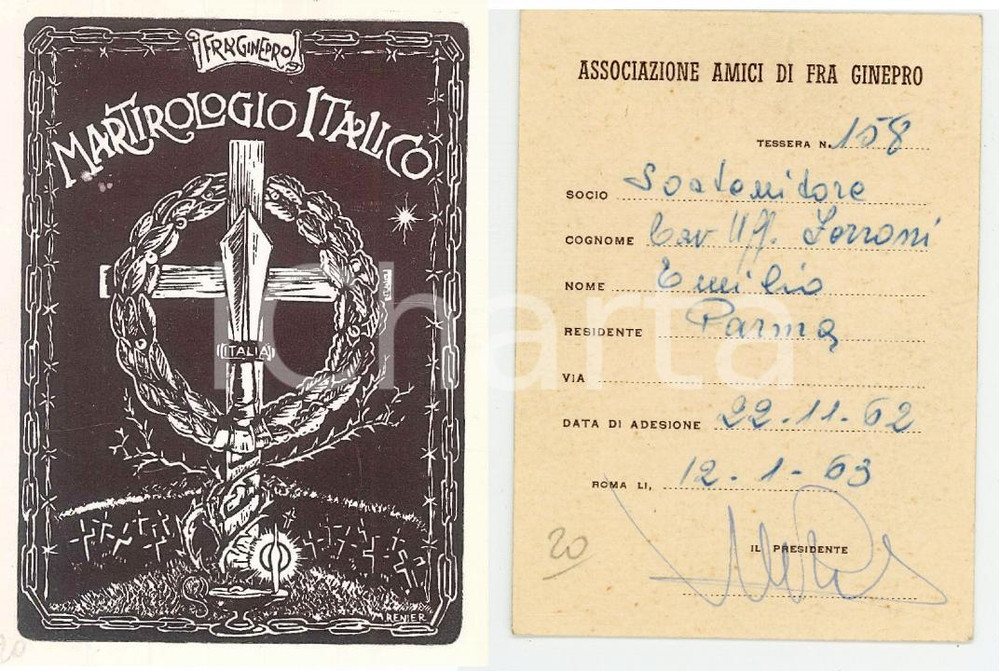 FRA GINEPRO
MARTIROLOGIO ITALICO
ITALIA
M. RENIER
20
ASSOCIAZIONE AMICI DI FRA GINEPRO
TESSERA N. 158
SOCIO Sostenitore
COGNOME Cav Uff. Ferroni
NOME Emilio
RESIDENTE Parma
VIA
DATA DI ADESIONE 22-11-62
ROMA LI, 12-1-63
IL PRESIDENTE
20
iCharta